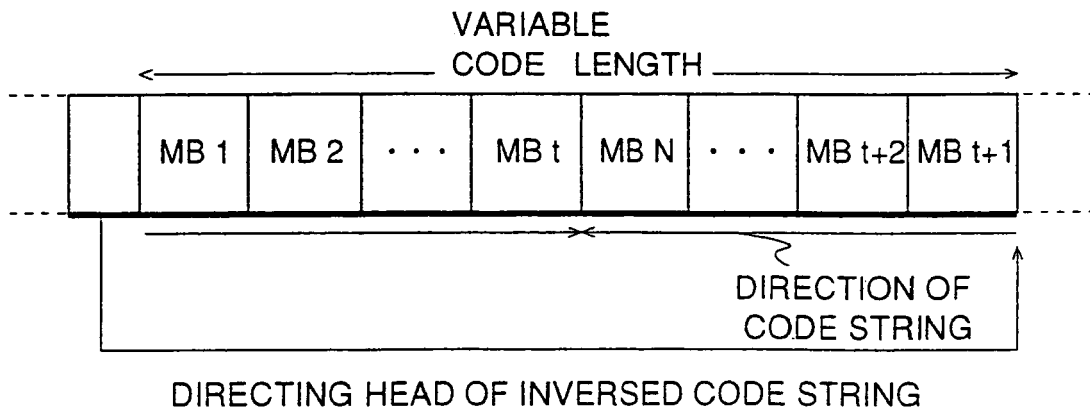 VARIABLE
CODE LENGTH
MB 1 MB 2 · · · MB t MB N · · · MB t+2 MB t+1
DIRECTION OF
CODE STRING
DIRECTING HEAD OF INVERSED CODE STRING